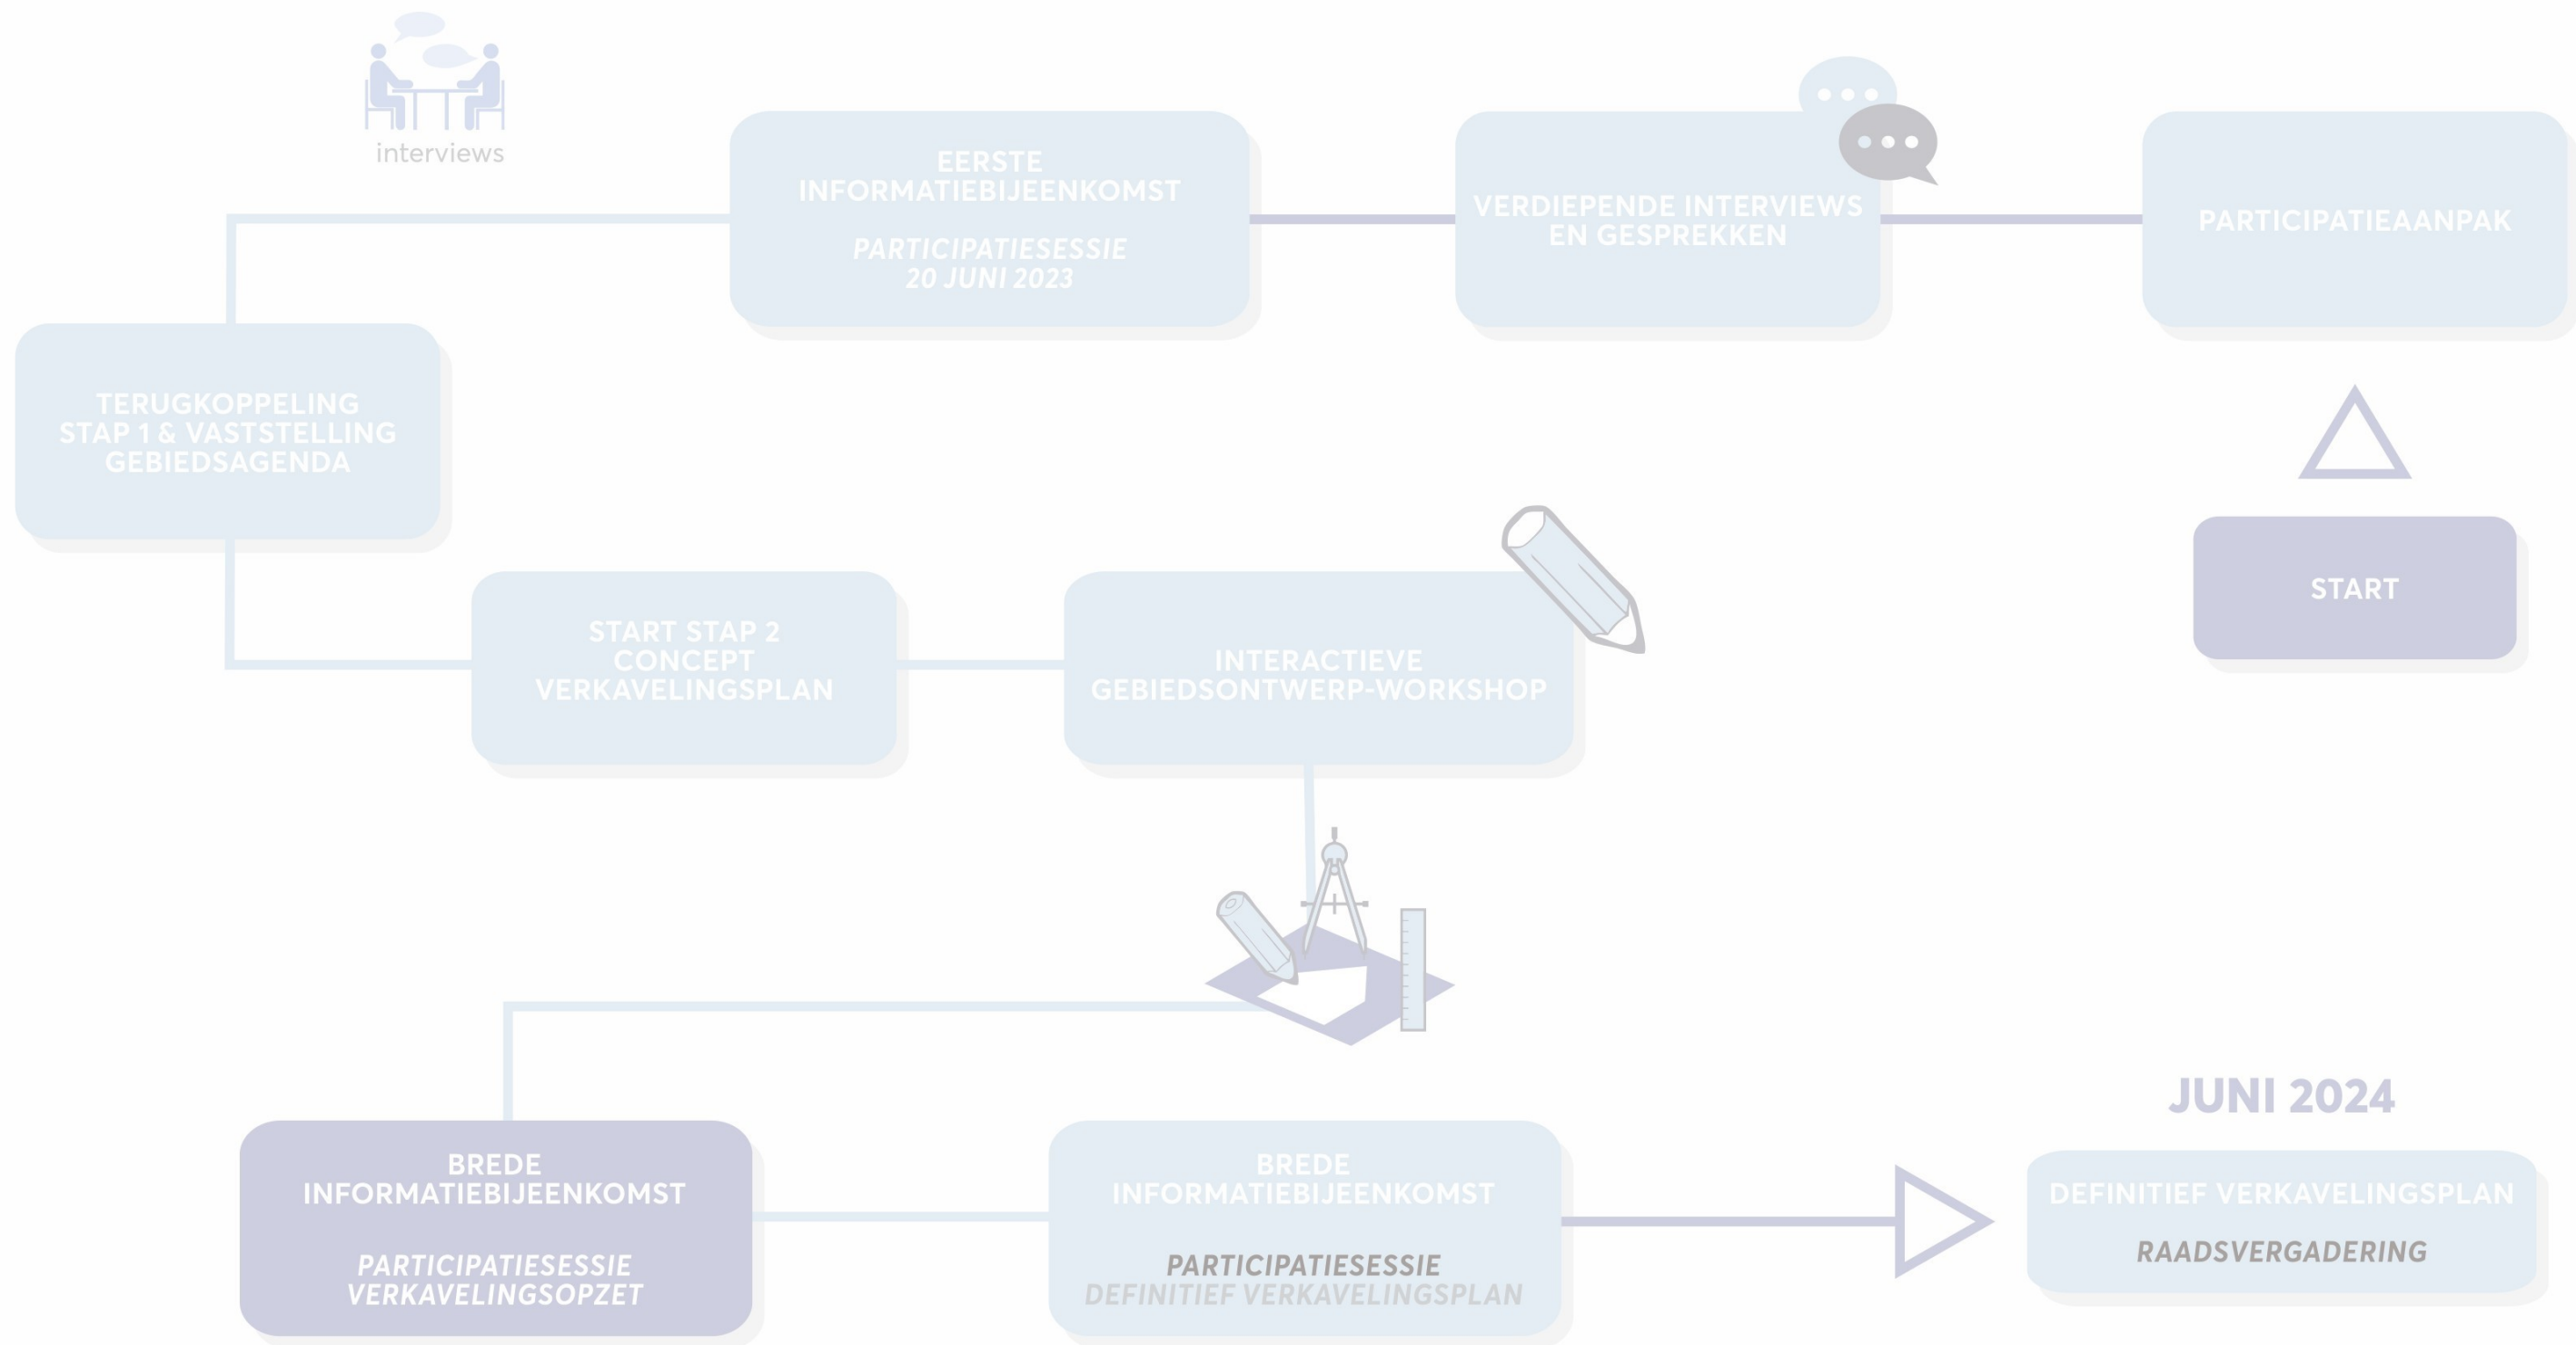 interviews
EERSTE
INFORMATIEBIJEENKOMST
PARTICIPATIESESSIE
20 JUNI 2023
VERDIEPENDE INTERVIEWS
EN GESPREKKEN
PARTICIPATIEAANPAK
TERUGKOPPELING
STAP 1 & VASTSTELLING
GEBIEDSAGENDA
START
START STAP 2
CONCEPT
VERKAVELINGSPLAN
INTERACTIEVE
GEBIEDSONTWERP-WORKSHOP
BREDE
INFORMATIEBIJEENKOMST
PARTICIPATIESESSIE
VERKAVELINGSOPZET
BREDE
INFORMATIEBIJEENKOMST
PARTICIPATIESESSIE
DEFINITIEF VERKAVELINGSPLAN
JUNI 2024
DEFINITIEF VERKAVELINGSPLAN
RAADSVERGADERING